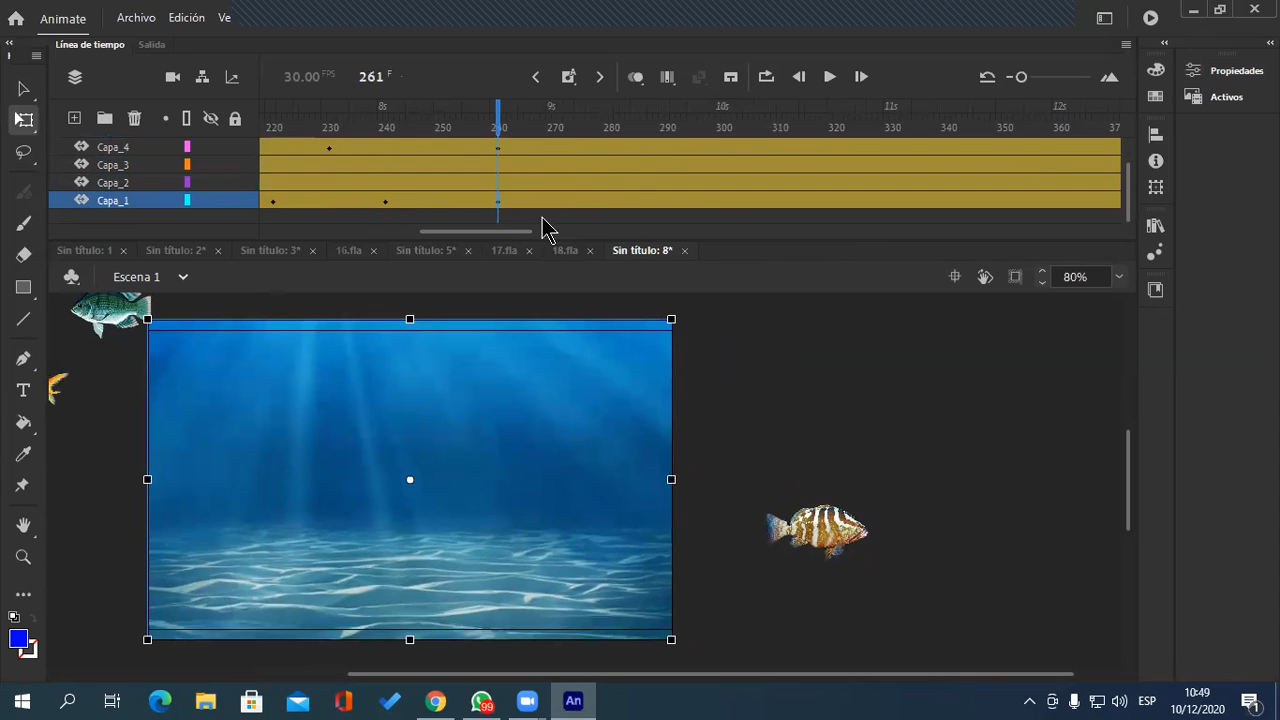 Animate Archivo Edición Ve
Línea de tiempo Salida
30.00 FPS 261 F
Propiedades
Activos
8s 9s 10s 11s 12s
220 230 240 250 260 270 280 290 300 310 320 330 340 350 360 37
Capa_4
Capa_3
Capa_2
Capa_1
Sin título: 1 Sin título: 2* Sin título: 3* 16.fla Sin título: 5* 17.fla 18.fla Sin título: 8*
Escena 1 80%
T
99 An ESP 10:49
10/12/2020 1